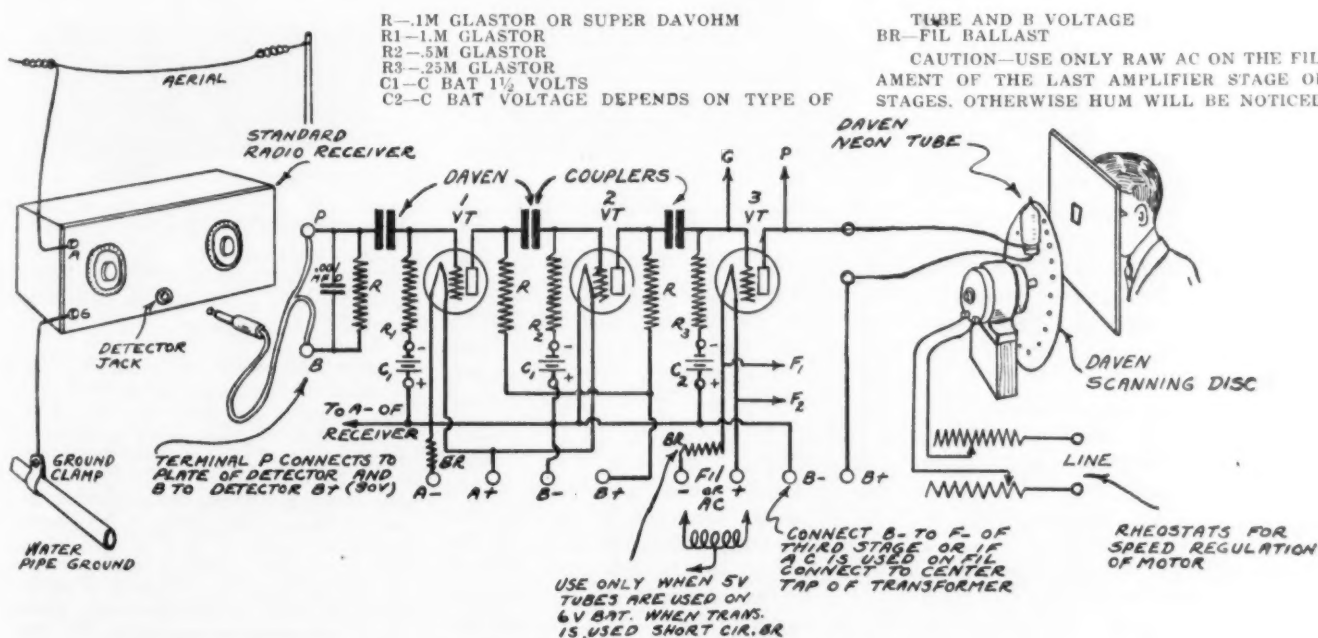 R—.1M GLASTOR OR SUPER DAVOHM
R1—1.M GLASTOR
R2—.5M GLASTOR
R3—.25M GLASTOR
C1—C BAT 1½ VOLTS
C2—C BAT VOLTAGE DEPENDS ON TYPE OF
TUBE AND B VOLTAGE
BR—FIL BALLAST
CAUTION—USE ONLY RAW AC ON THE FIL
AMENT OF THE LAST AMPLIFIER STAGE O
STAGES. OTHERWISE HUM WILL BE NOTICED
AERIAL
STANDARD
RADIO RECEIVER
A
G
DETECTOR
JACK
GROUND
CLAMP
WATER
PIPE GROUND
P
B
.001
MFD
R
DAVEN
COUPLERS
1
VT
2
VT
3
VT
G
P
R1
R
R2
R
R3
-
C1
+
-
C1
+
-
C2
+
F1
F2
TO A- OF
RECEIVER
TERMINAL P CONNECTS TO
PLATE OF DETECTOR AND
B TO DETECTOR B+ (90V)
BR
A-
A+
B-
B+
BR
-
FIL
OR
AC
+
B-
B+
USE ONLY WHEN 5V
TUBES ARE USED ON
6V BAT. WHEN TRANS.
IS USED SHORT CIR. BR
CONNECT B- TO F- OF
THIRD STAGE OR IF
AC IS USED ON FIL
CONNECT TO CENTER
TAP OF TRANSFORMER
DAVEN
NEON TUBE
DAVEN
SCANNING DISC
LINE
RHEOSTATS FOR
SPEED REGULATION
OF MOTOR